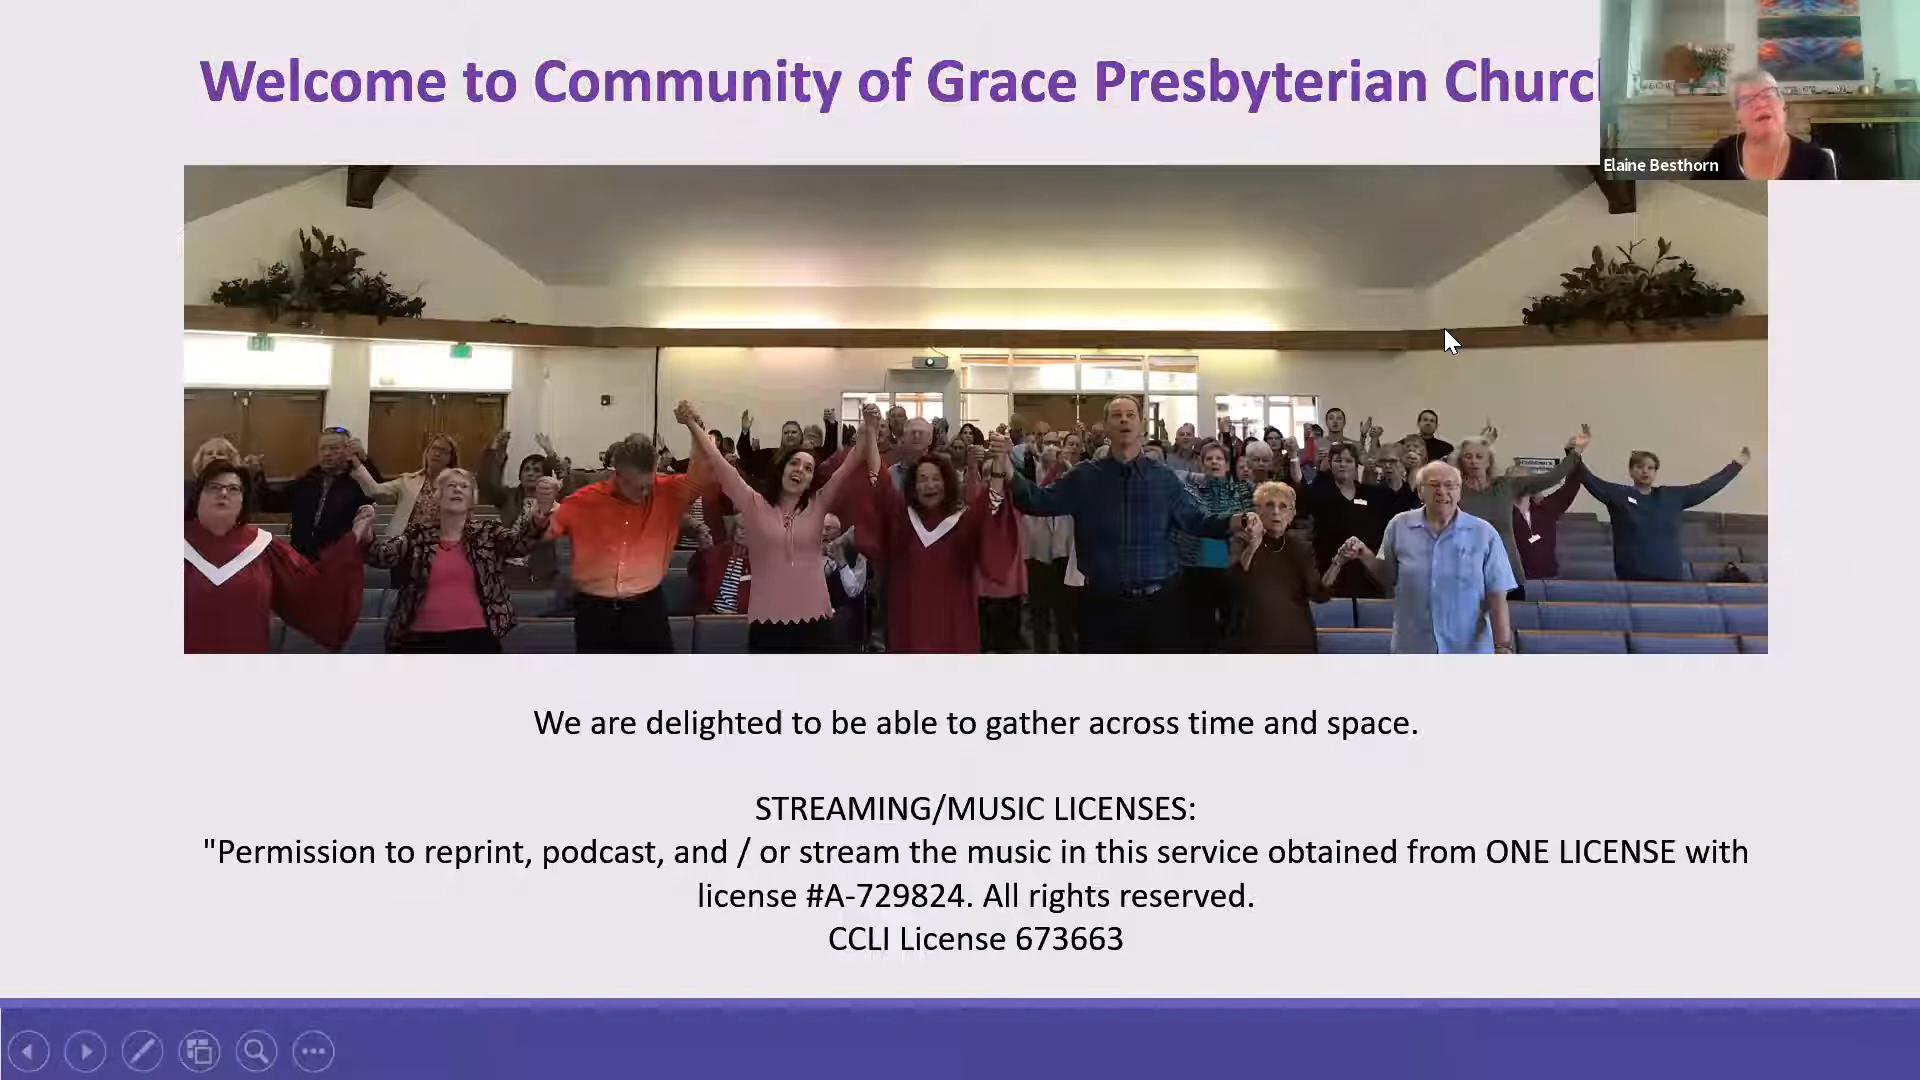 Welcome to Community of Grace Presbyterian Churc
Elaine Besthorn
We are delighted to be able to gather across time and space.
STREAMING/MUSIC LICENSES:
"Permission to reprint, podcast, and / or stream the music in this service obtained from ONE LICENSE with
license #A-729824. All rights reserved.
CCLI License 673663